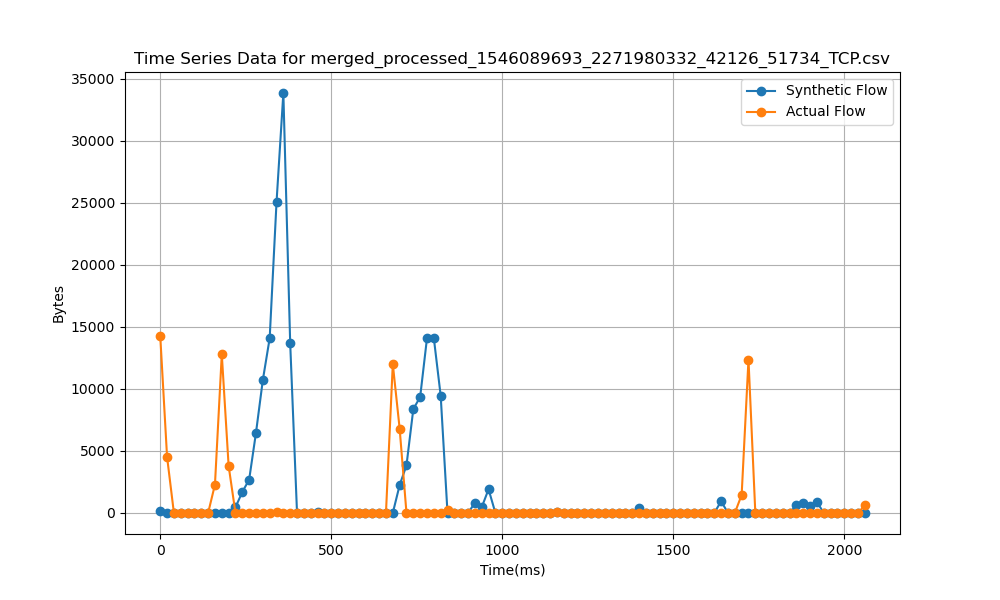 Time Series Data for merged_processed_1546089693_2271980332_42126_51734_TCP.csv
Synthetic Flow
Actual Flow
35000
30000
25000
20000
15000
10000
5000
0
Bytes
0 500 1000 1500 2000
Time(ms)